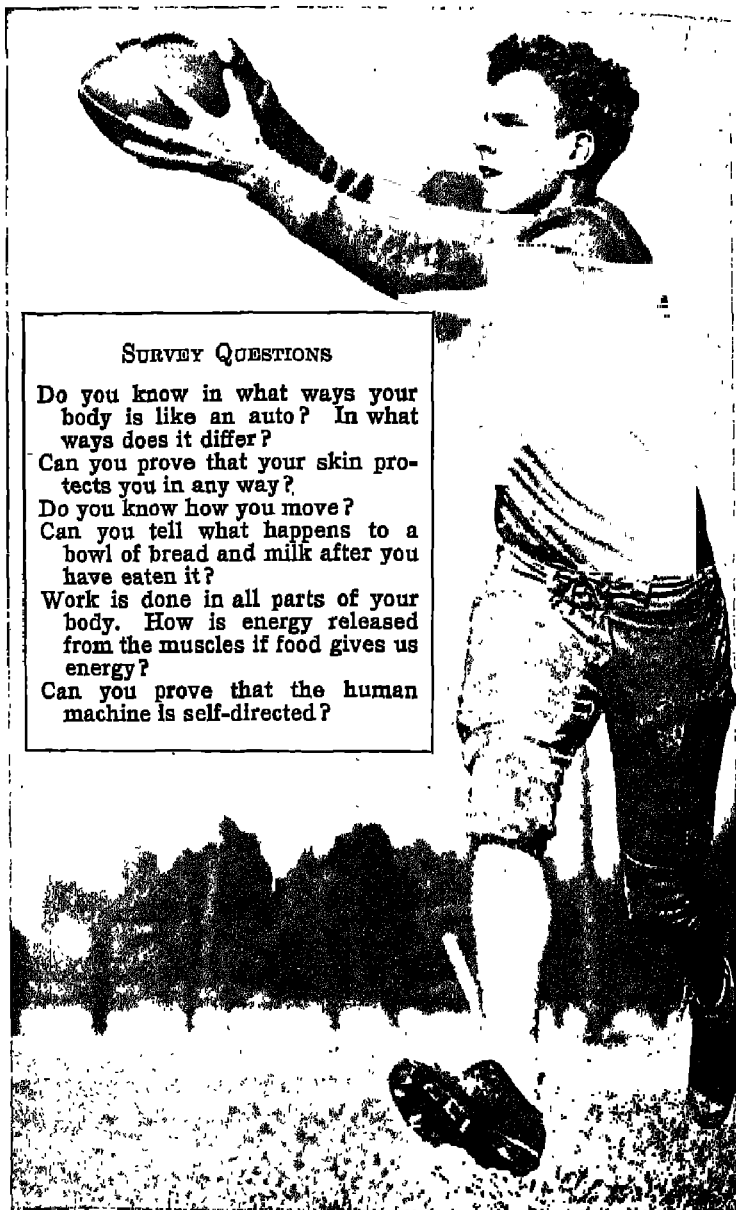 SURVEY QUESTIONS
Do you know in what ways your
body is like an auto? In what
ways does it differ?
Can you prove that your skin pro-
tects you in any way?
Do you know how you move?
Can you tell what happens to a
bowl of bread and milk after you
have eaten it?
Work is done in all parts of your
body. How is energy released
from the muscles if food gives us
energy?
Can you prove that the human
machine is self-directed?